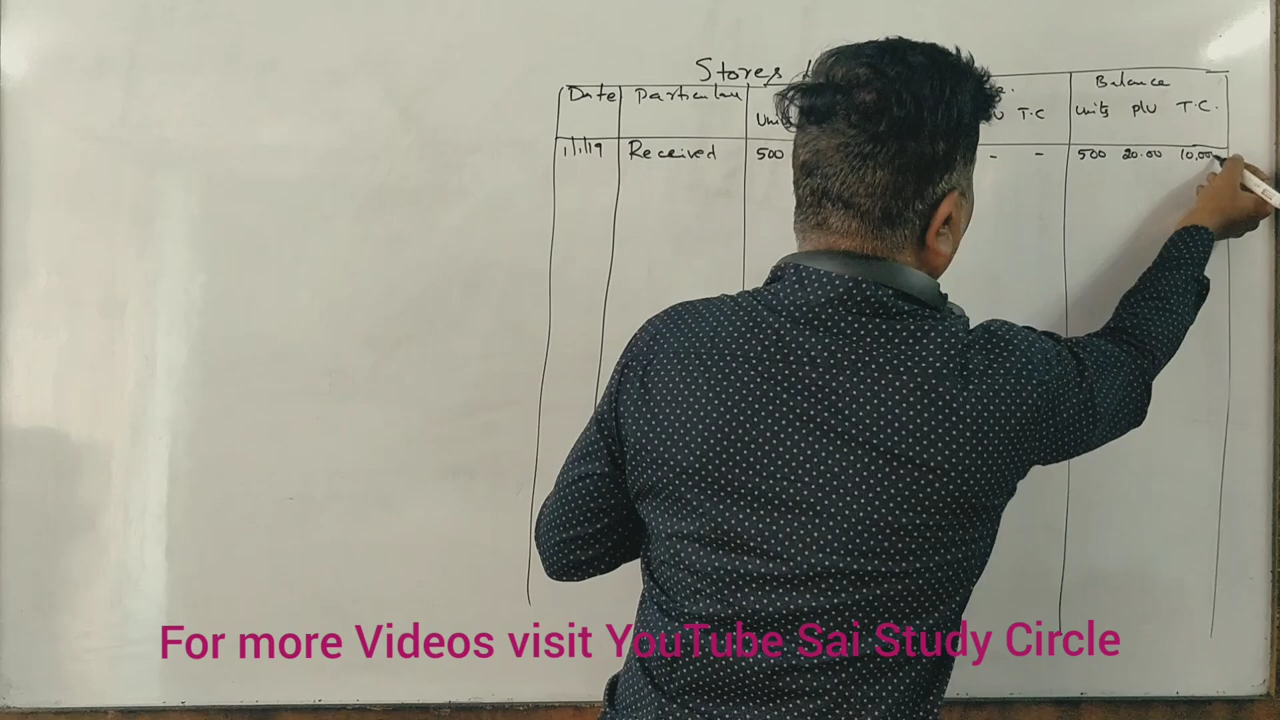 Stores
Date Particulars Balance
T.C units p/u T.C.
1/1/19 Received 500 - - 500 20.00 10,000
For more Videos visit YouTube Sai Study Circle